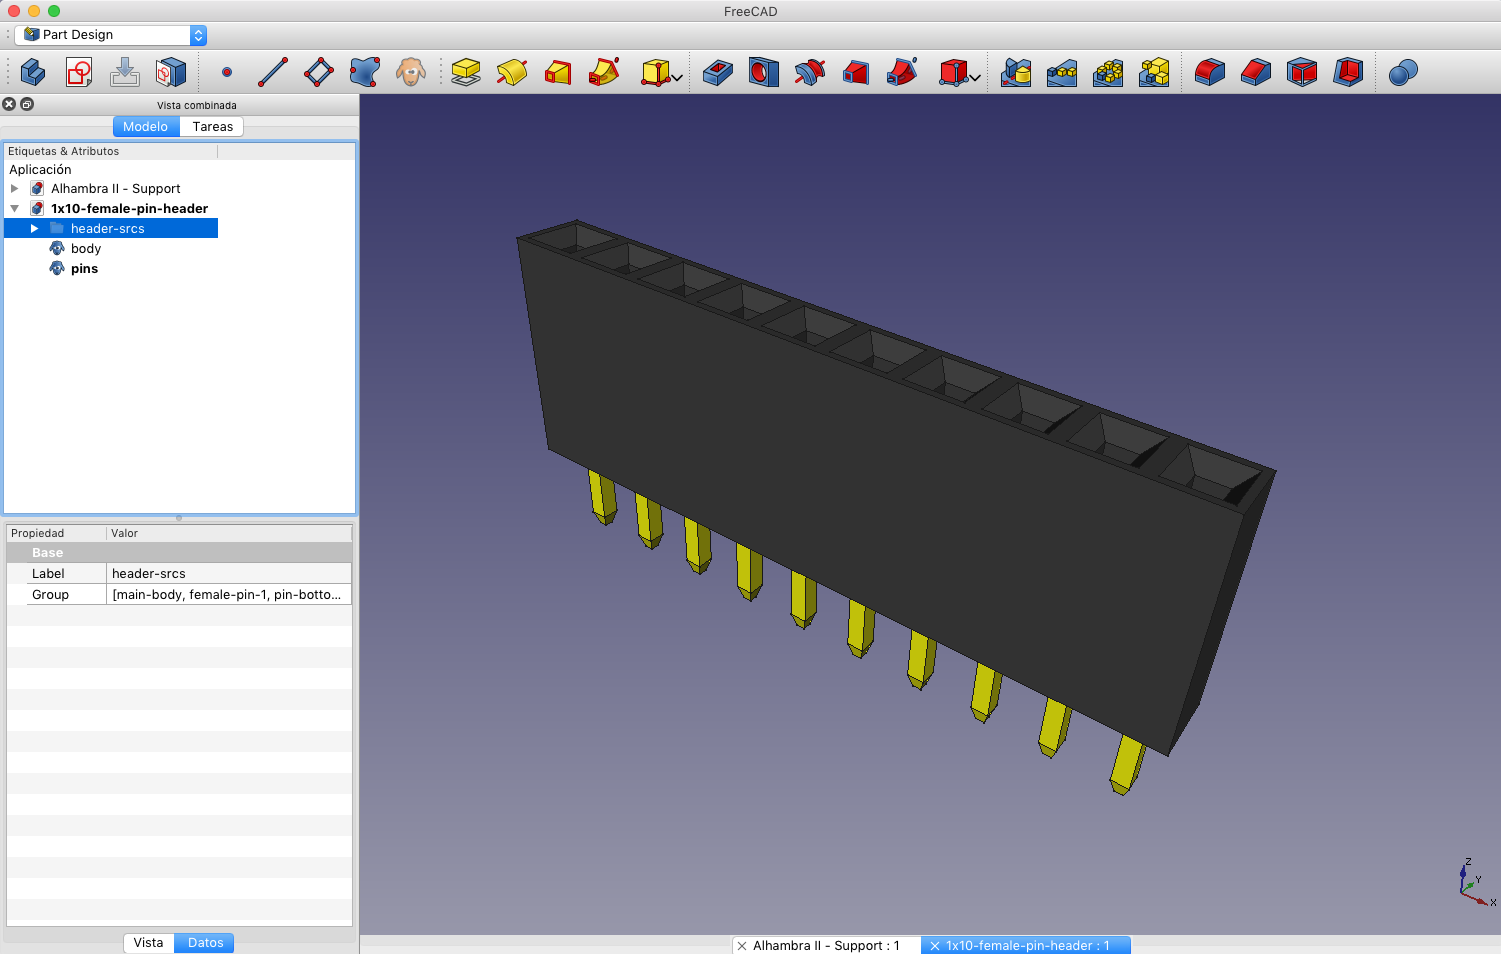 FreeCAD
Part Design
Vista combinada
Modelo
Tareas
Etiquetas & Atributos
Aplicación
Alhambra II - Support
1x10-female-pin-header
header-srcs
body
pins
Propiedad
Valor
Base
Label
header-srcs
Group
[main-body, female-pin-1, pin-botto...
Vista
Datos
Z
Y
X
Alhambra II - Support : 1
1x10-female-pin-header : 1